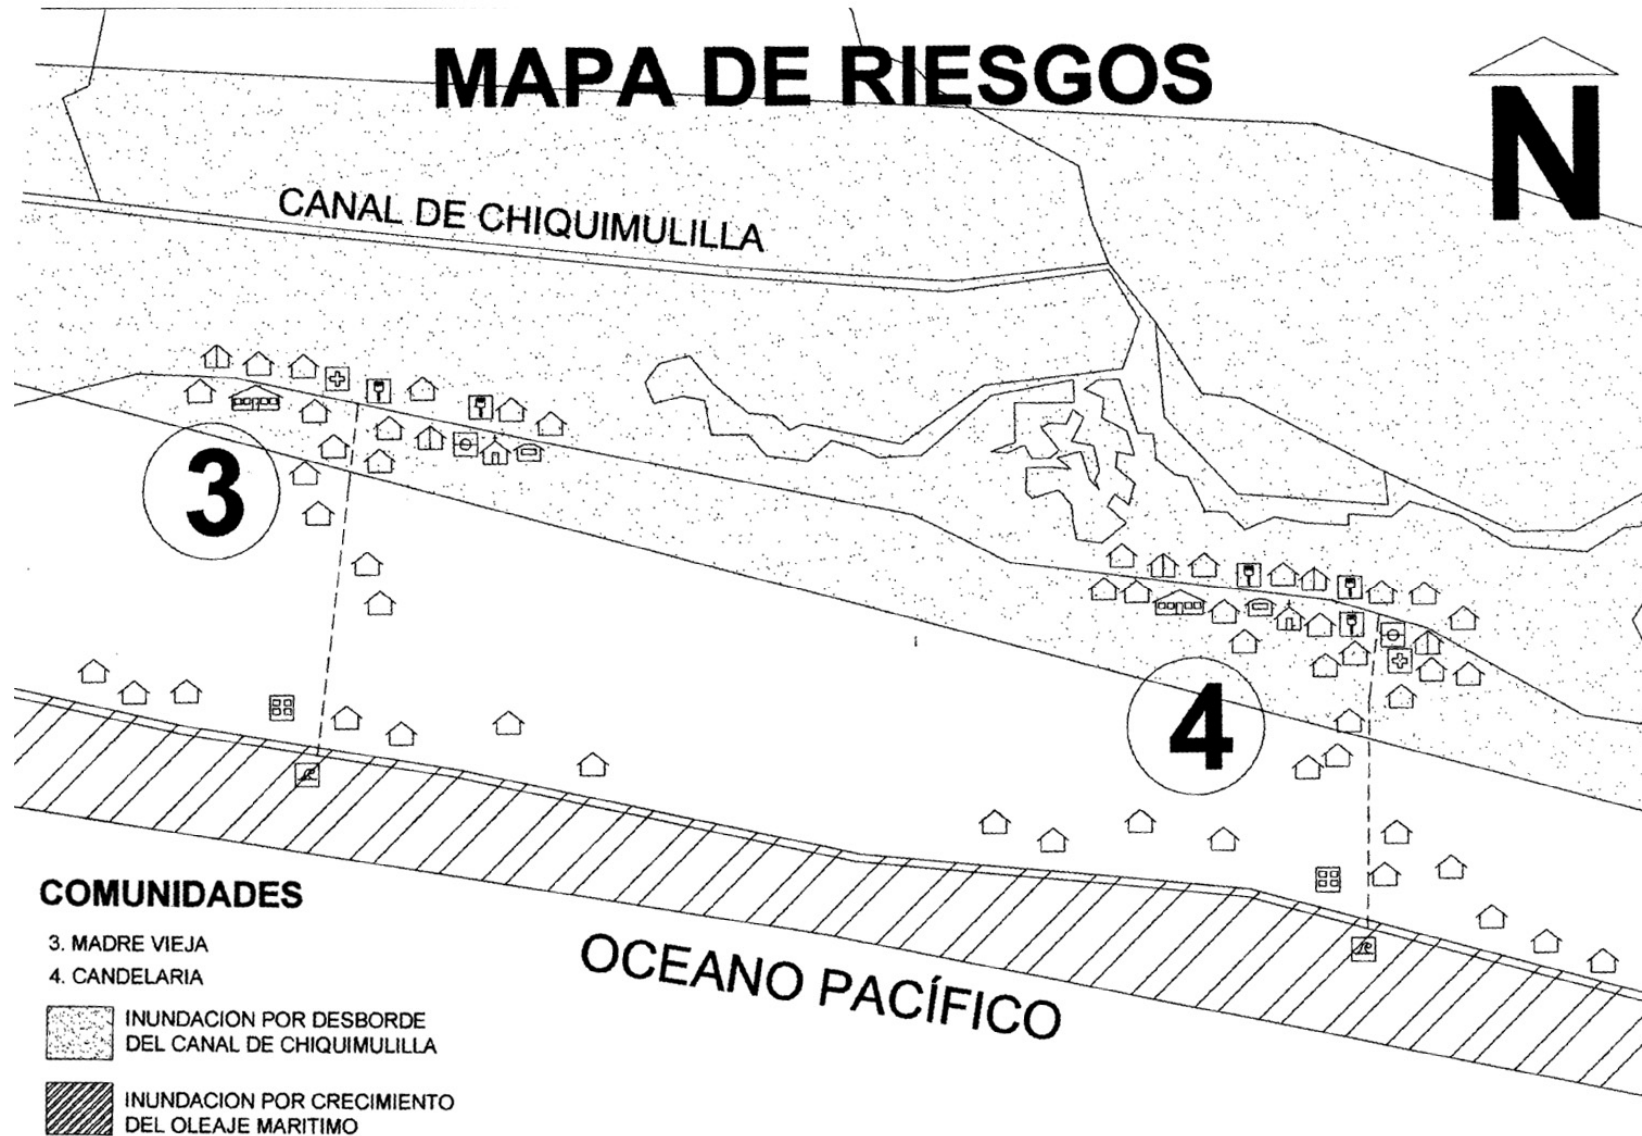 MAPA DE RIESGOS
N
CANAL DE CHIQUIMULILLA
3
4
COMUNIDADES
3. MADRE VIEJA
4. CANDELARIA
OCEANO PACÍFICO
INUNDACION POR DESBORDE
DEL CANAL DE CHIQUIMULILLA
INUNDACION POR CRECIMIENTO
DEL OLEAJE MARITIMO